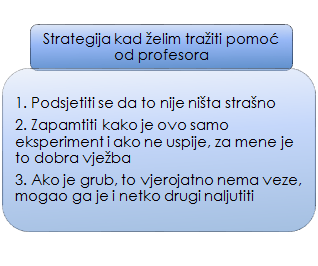 Strategija kad želim tražiti pomoć
od profesora
1. Podsjetiti se da to nije ništa strašno
2. Zapamtiti kako je ovo samo
eksperiment i ako ne uspije, za mene je
to dobra vježba
3. Ako je grub, to vjerojatno nema veze,
mogao ga je i netko drugi naljutiti